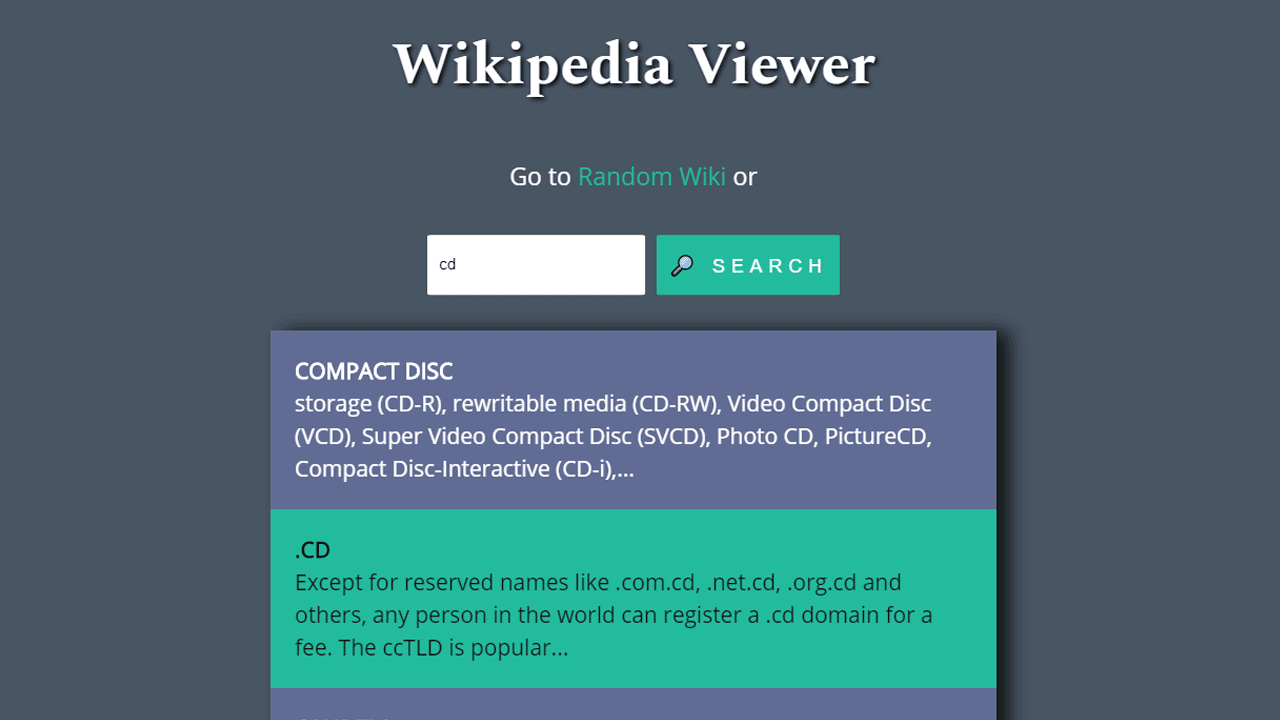 Wikipedia Viewer
Go to Random Wiki or
cd
SEARCH
COMPACT DISC
storage (CD-R), rewritable media (CD-RW), Video Compact Disc
(VCD), Super Video Compact Disc (SVCD), Photo CD, PictureCD,
Compact Disc-Interactive (CD-i),...
.CD
Except for reserved names like .com.cd, .net.cd, .org.cd and
others, any person in the world can register a .cd domain for a
fee. The ccTLD is popular...